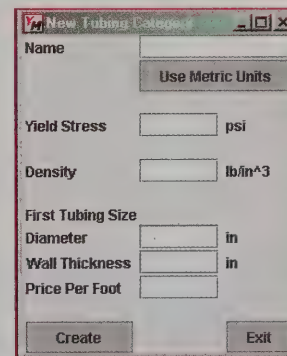 New Tubing Category
Name
Use Metric Units
Yield Stress psi
Density lb/in^3
First Tubing Size
Diameter in
Wall Thickness in
Price Per Foot
Create Exit